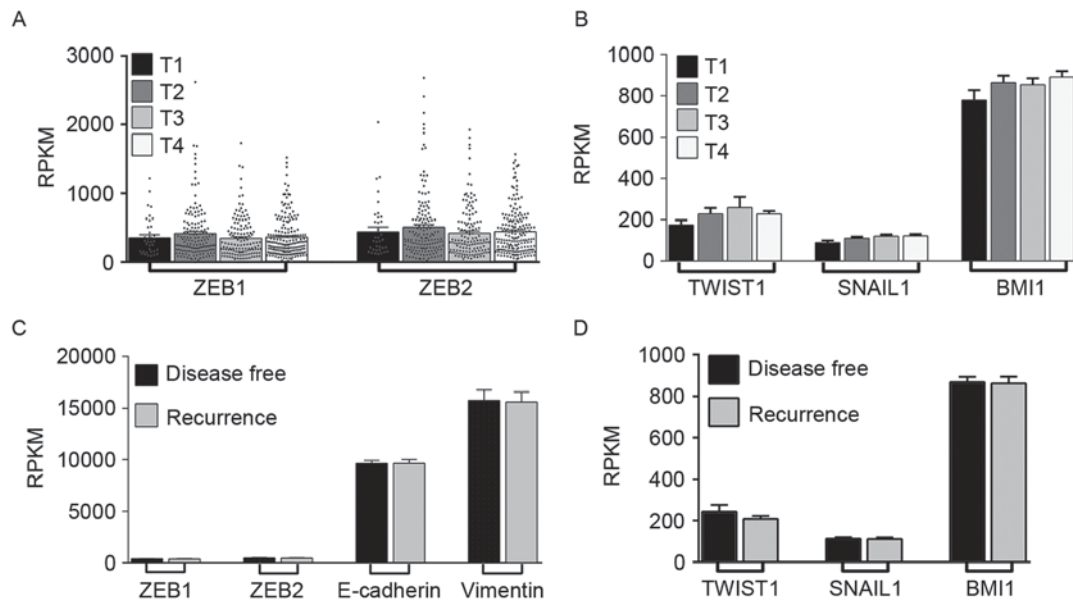 A
RPKM
3000
2000
1000
0
T1
T2
T3
T4
ZEB1
ZEB2
B
RPKM
1000
800
600
400
200
0
T1
T2
T3
T4
TWIST1
SNAIL1
BMI1
C
RPKM
20000
15000
10000
5000
0
Disease free
Recurrence
ZEB1
ZEB2
E-cadherin
Vimentin
D
RPKM
1000
800
600
400
200
0
Disease free
Recurrence
TWIST1
SNAIL1
BMI1